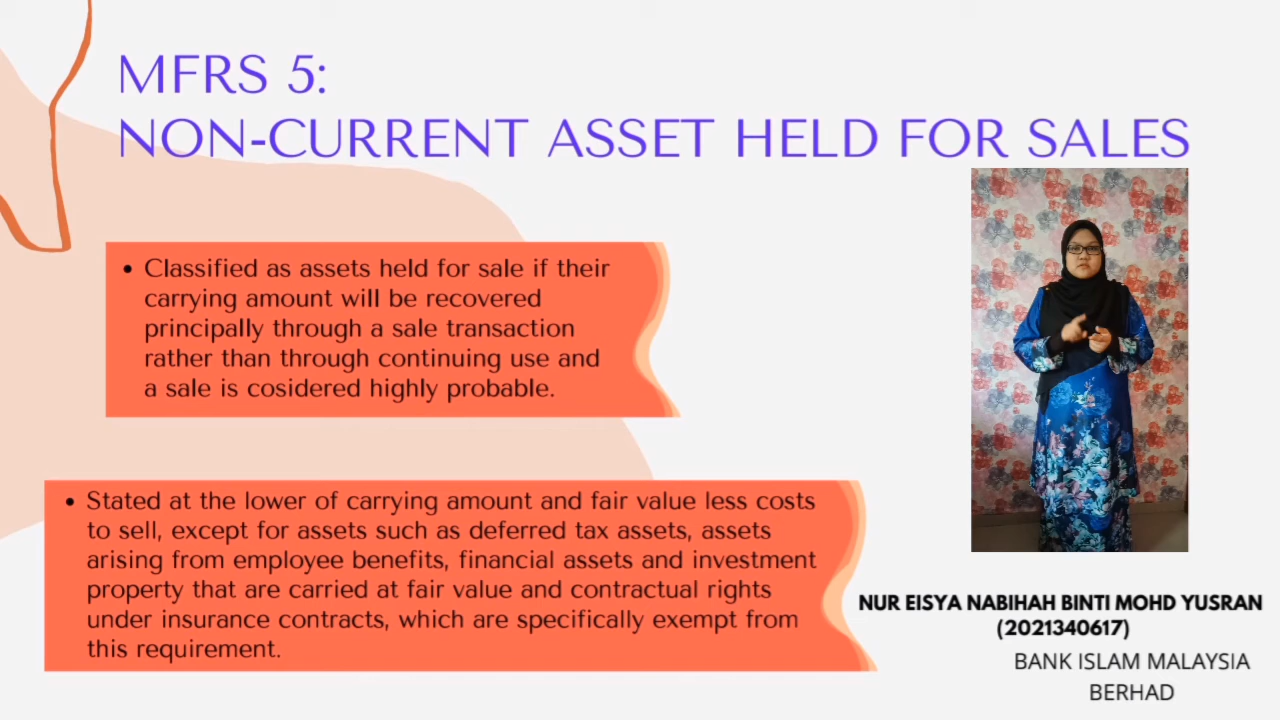 MFRS 5:
NON-CURRENT ASSET HELD FOR SALES
• Classified as assets held for sale if their
carrying amount will be recovered
principally through a sale transaction
rather than through continuing use and
a sale is cosidered highly probable.
• Stated at the lower of carrying amount and fair value less costs
to sell, except for assets such as deferred tax assets, assets
arising from employee benefits, financial assets and investment
property that are carried at fair value and contractual rights
under insurance contracts, which are specifically exempt from
this requirement.
NUR EISYA NABIHAH BINTI MOHD YUSRAN
(2021340617)
BANK ISLAM MALAYSIA
BERHAD